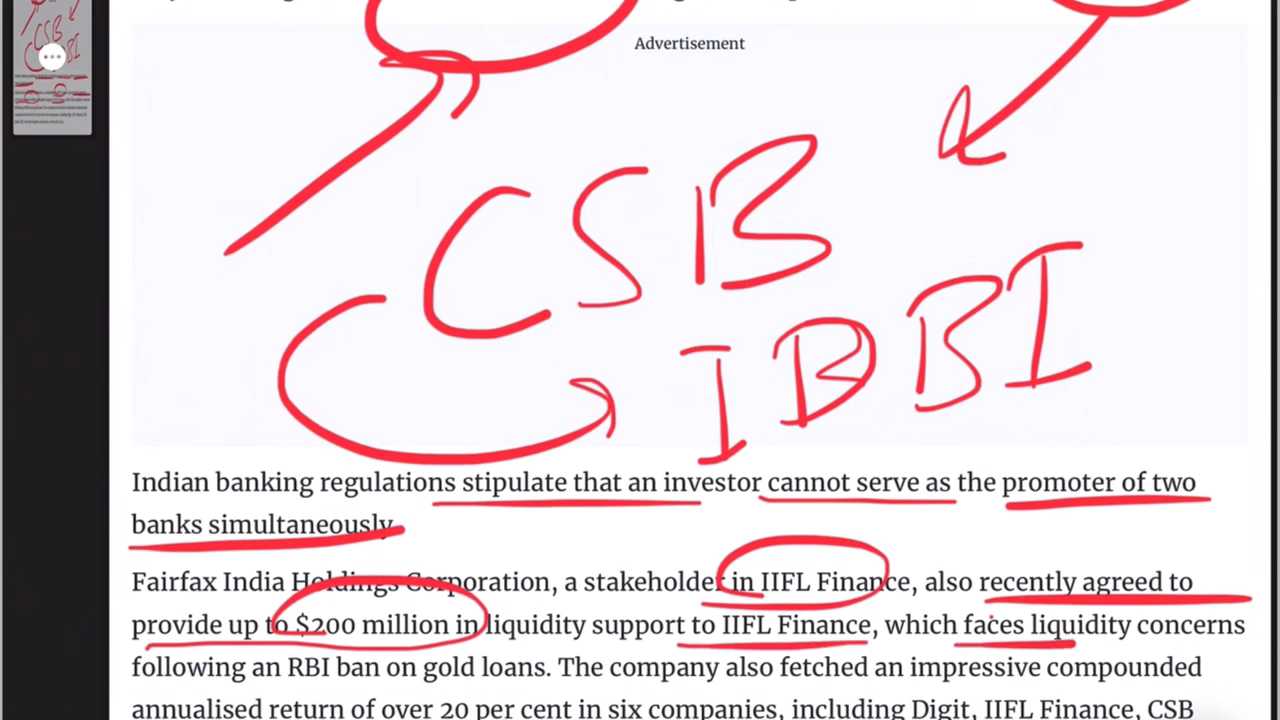 Advertisement
CSB
IDBI
Indian banking regulations stipulate that an investor cannot serve as the promoter of two
banks simultaneously
Fairfax India Holdings Corporation, a stakeholder in IIFL Finance, also recently agreed to
provide up to $200 million in liquidity support to IIFL Finance, which faces liquidity concerns
following an RBI ban on gold loans. The company also fetched an impressive compounded
annualised return of over 20 per cent in six companies, including Digit, IIFL Finance, CSB